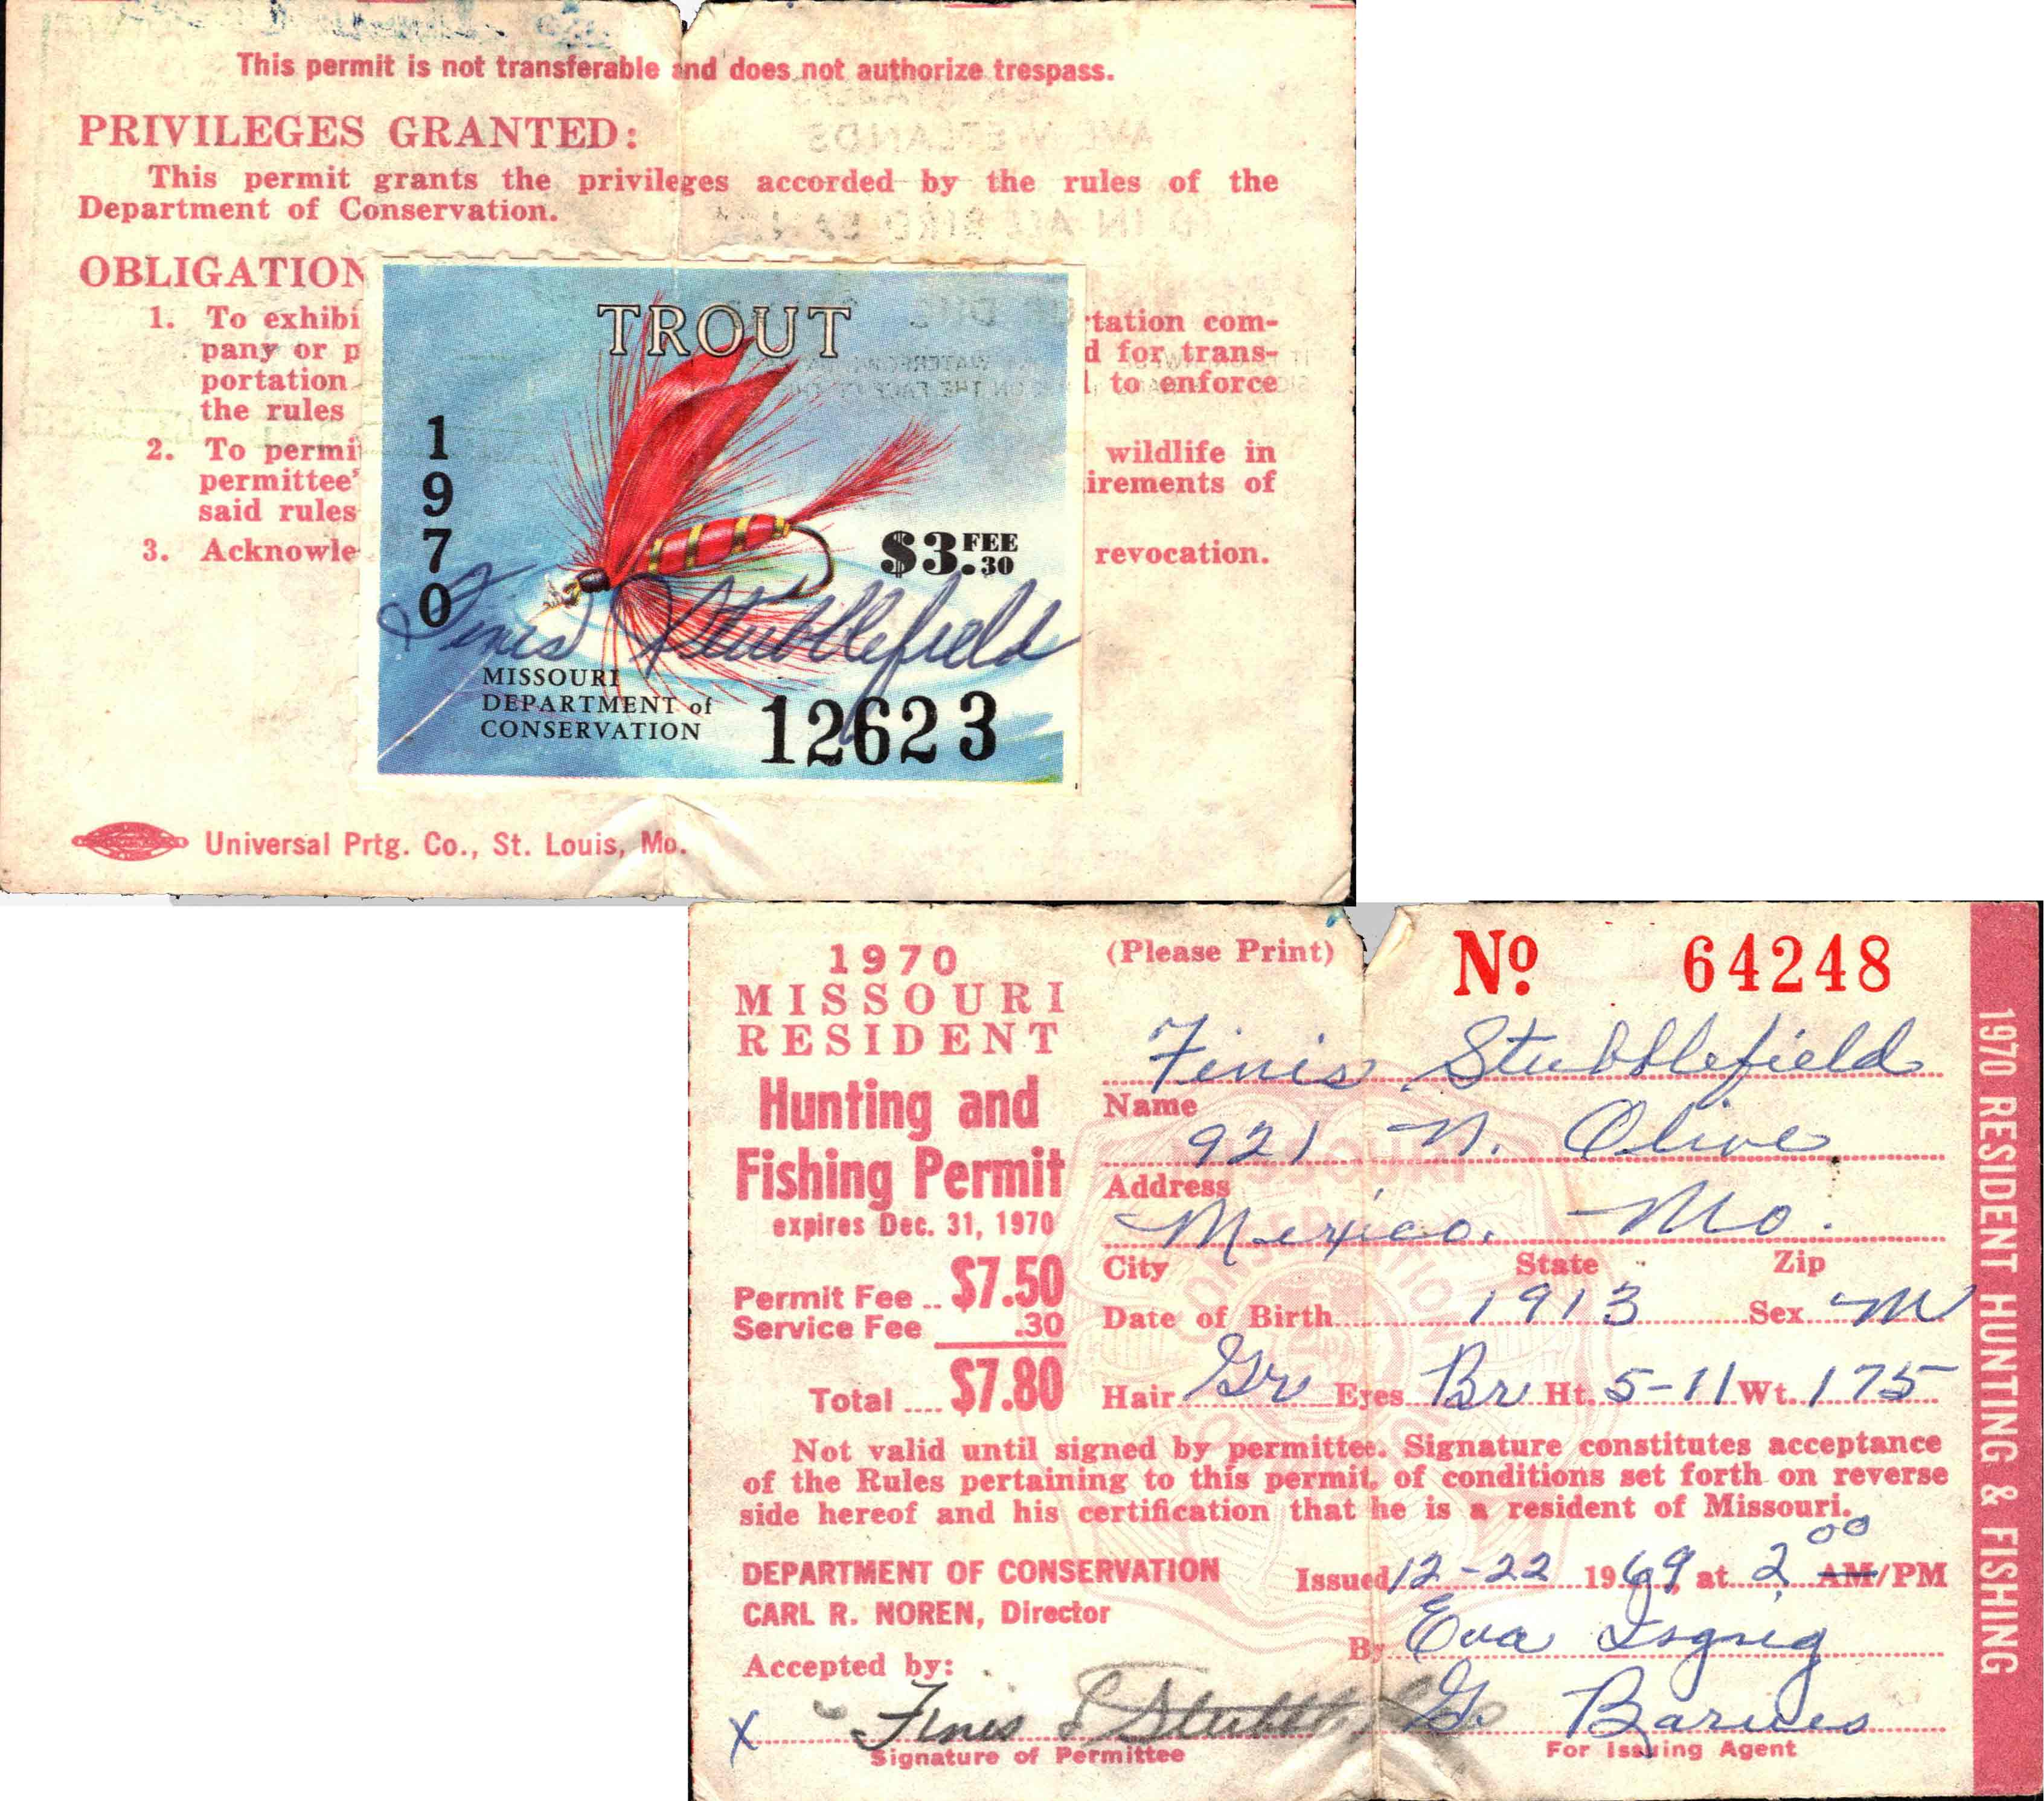 This permit is not transferable and does not authorize trespass.
PRIVILEGES GRANTED:
This permit grants the privileges accorded by the rules of the
Department of Conservation.
OBLIGATION
1. To exhibi
pany or p
portation
the rules
2. To permi
permittee'
said rules
3. Acknowle
TROUT
1970
$3.30 FEE
Finis Stubblefield
MISSOURI
DEPARTMENT of
CONSERVATION
12623
rtation com-
d for trans-
to enforce
wildlife in
irements of
revocation.
Universal Prtg. Co., St. Louis, Mo.
1970
MISSOURI
RESIDENT
Hunting and
Fishing Permit
expires Dec. 31, 1970
Permit Fee .. $7.50
Service Fee .30
Total .... $7.80
(Please Print)
No 64248
Finis Stubblefield
Name
921 N. Olive
Address
Mexico. Mo.
City State Zip
Date of Birth 1913 Sex M
Hair Gr Eyes Br Ht. 5-11 Wt. 175
Not valid until signed by permittee. Signature constitutes acceptance
of the Rules pertaining to this permit, of conditions set forth on reverse
side hereof and his certification that he is a resident of Missouri.
DEPARTMENT OF CONSERVATION
CARL R. NOREN, Director
Issued 12-22 1969 at 2 00 AM/PM
By Eva
G. Barnes
For Issuing Agent
Accepted by:
X Finis
Signature of Permittee
1970 RESIDENT HUNTING & FISHING